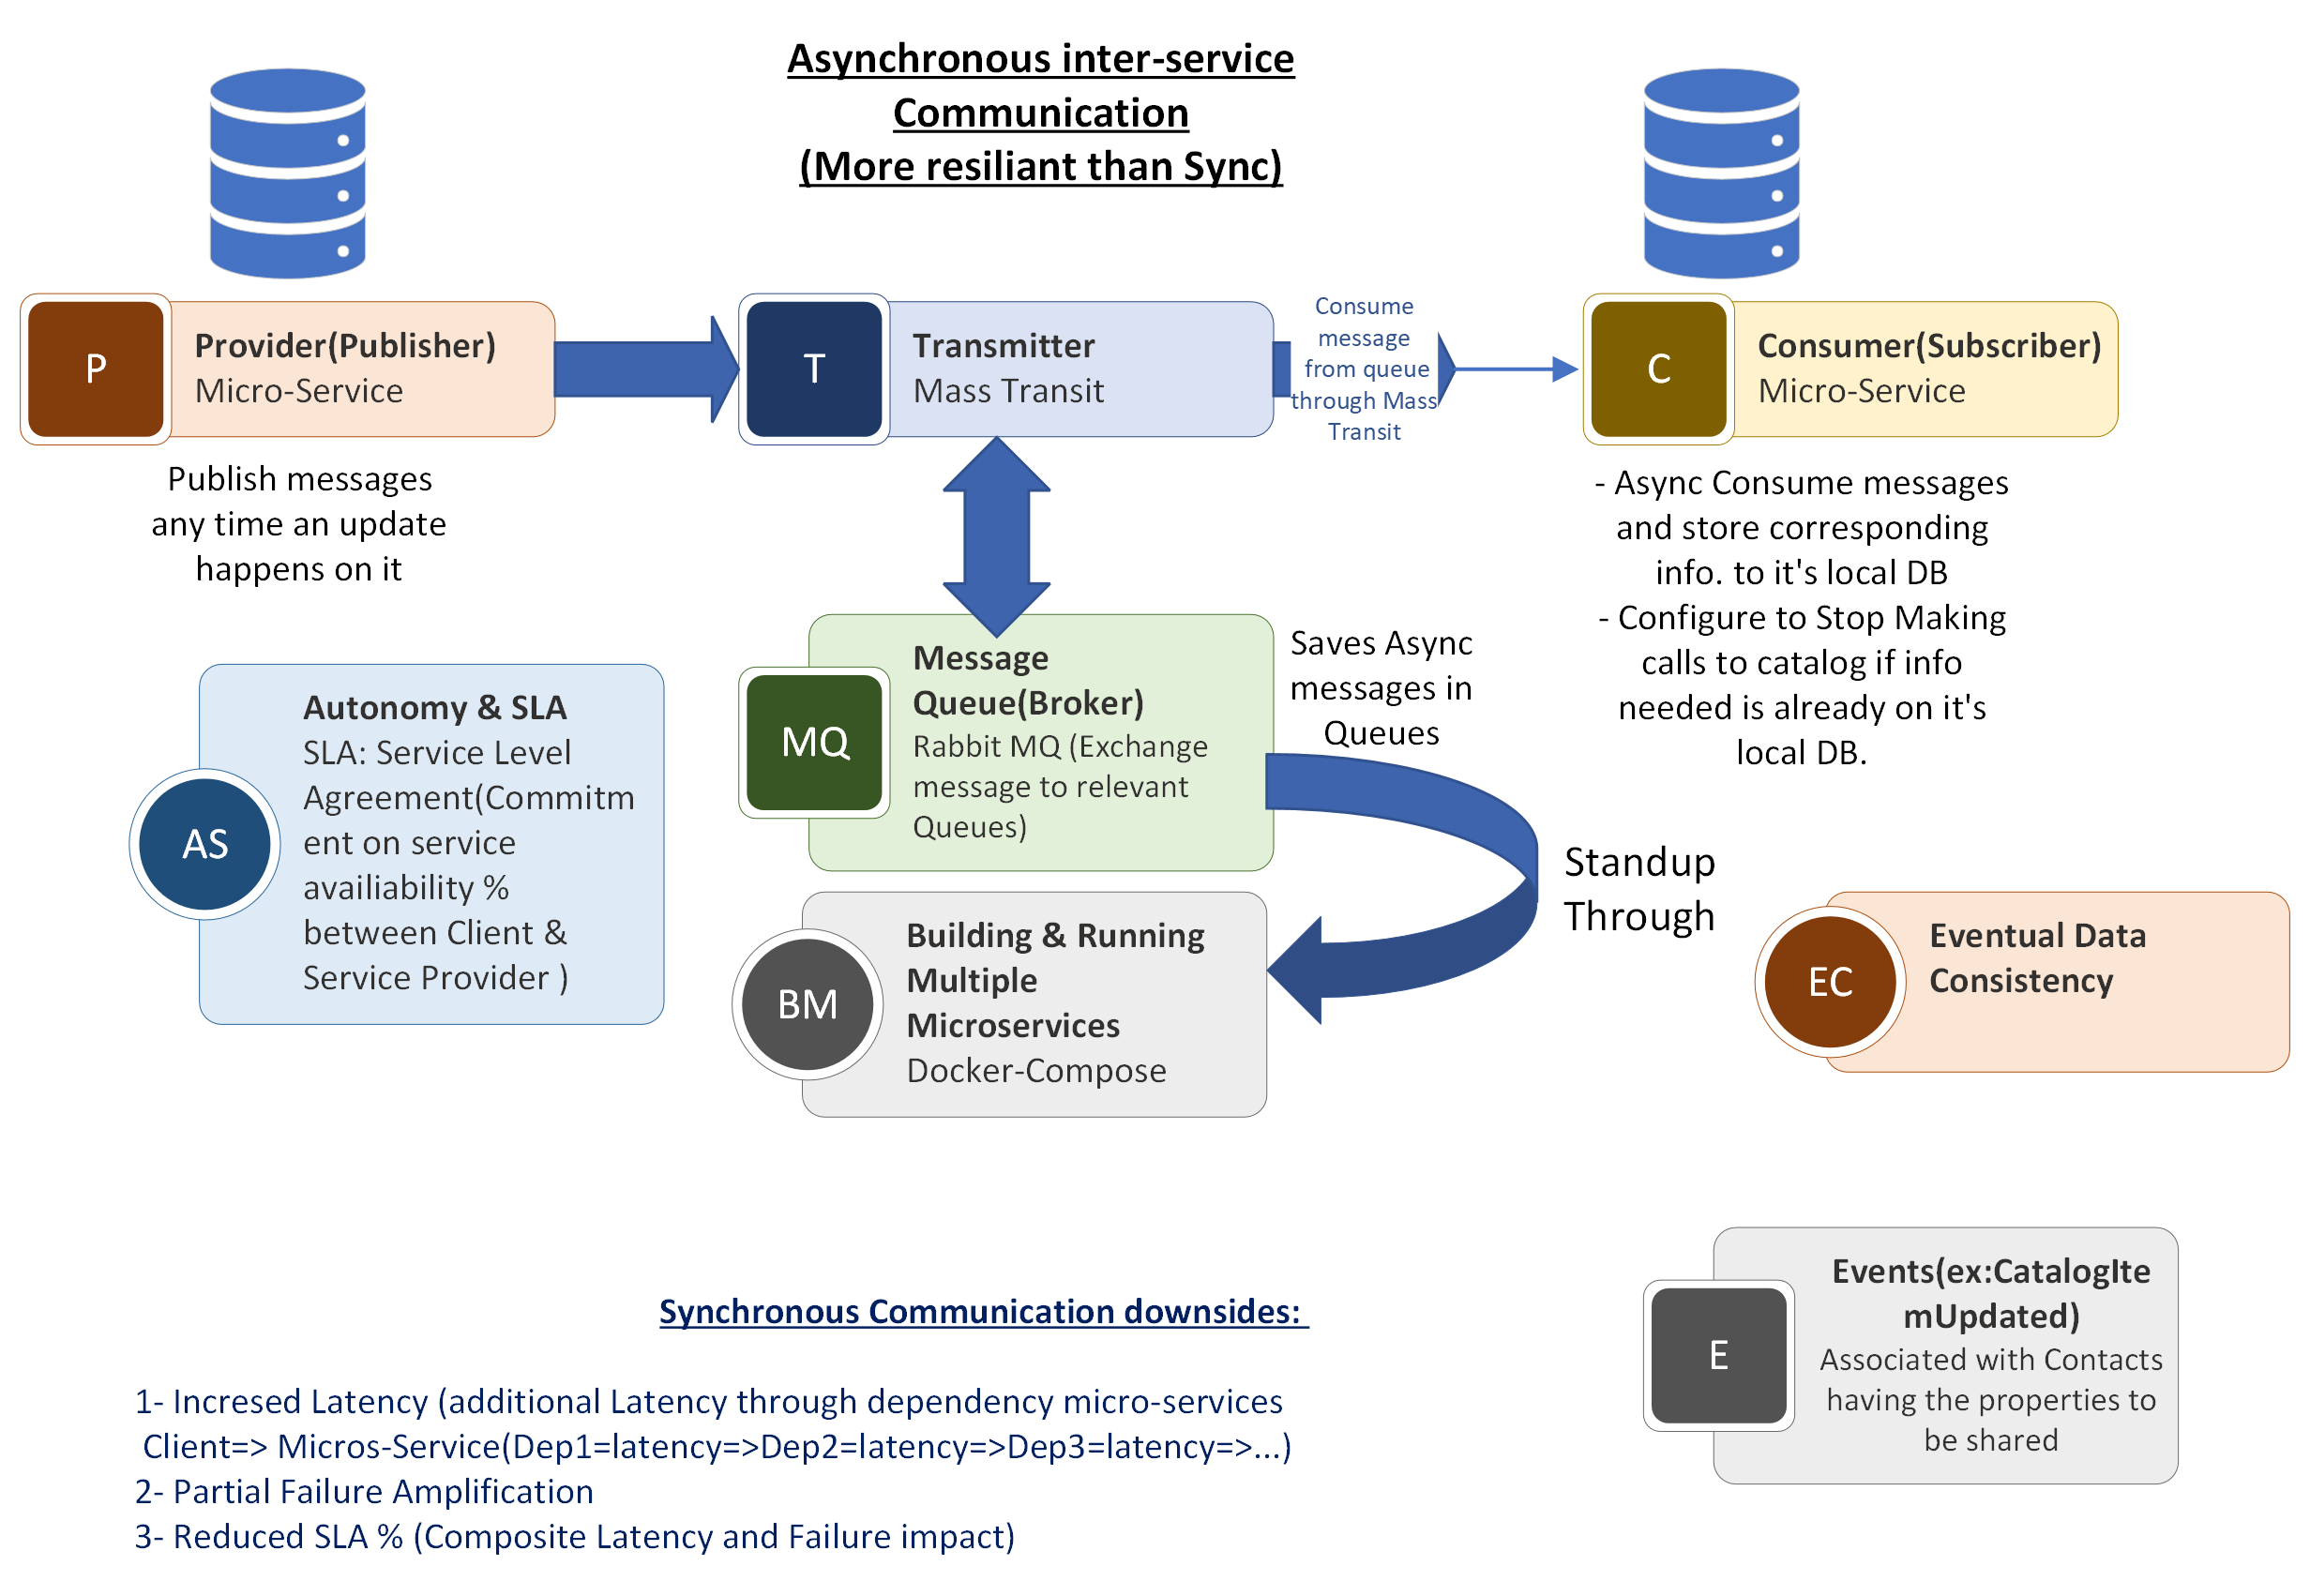 Asynchronous inter-service
Communication
(More resiliant than Sync)
P
Provider(Publisher)
Micro-Service
Publish messages
any time an update
happens on it
T
Transmitter
Mass Transit
Consume
message
from queue
through Mass
Transit
C
Consumer(Subscriber)
Micro-Service
- Async Consume messages
and store corresponding
info. to it's local DB
- Configure to Stop Making
calls to catalog if info
needed is already on it's
local DB.
MQ
Message
Queue(Broker)
Rabbit MQ (Exchange
message to relevant
Queues)
Saves Async
messages in
Queues
AS
Autonomy & SLA
SLA: Service Level
Agreement(Commitm
ent on service
availiability %
between Client &
Service Provider )
Standup
Through
BM
Building & Running
Multiple
Microservices
Docker-Compose
EC
Eventual Data
Consistency
E
Events(ex:CatalogIte
mUpdated)
Associated with Contacts
having the properties to
be shared
Synchronous Communication downsides:
1- Incresed Latency (additional Latency through dependency micro-services
Client=> Micros-Service(Dep1=latency=>Dep2=latency=>Dep3=latency=>...)
2- Partial Failure Amplification
3- Reduced SLA % (Composite Latency and Failure impact)